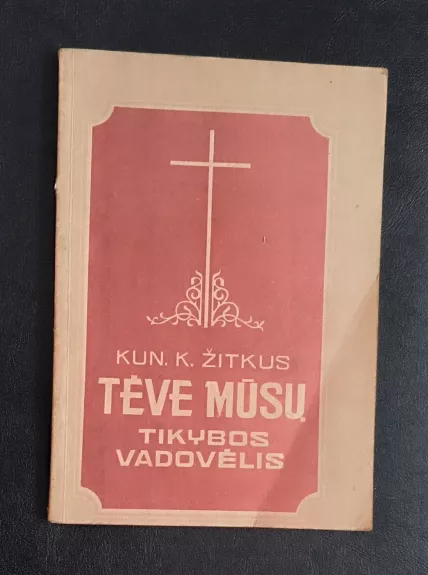 KUN. K. ŽITKUS
TĖVE MŪSŲ
TIKYBOS
VADOVĖLIS